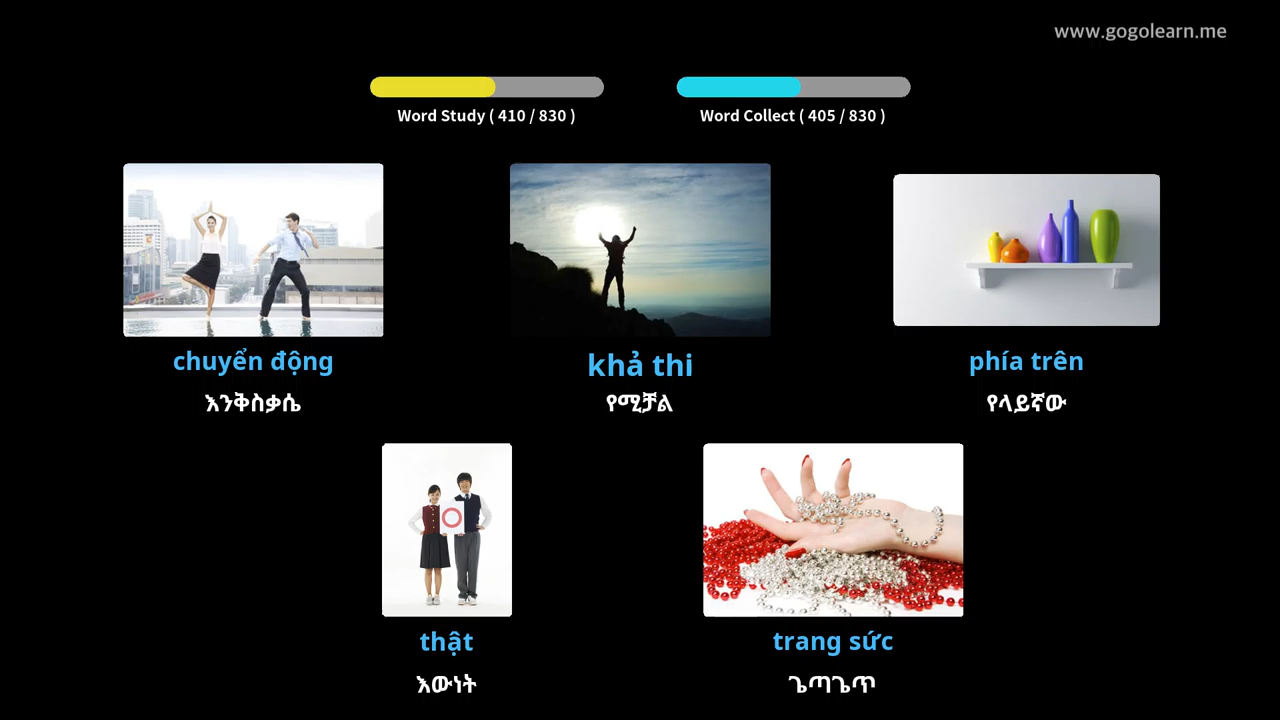 www.gogolearn.me
Word Study ( 410 / 830 )
Word Collect ( 405 / 830 )
chuyển động
እንቅስቃሴ
khả thi
የሚቻል
phía trên
የላይኛው
thật
እውነት
trang sức
ጌጣጌጥ